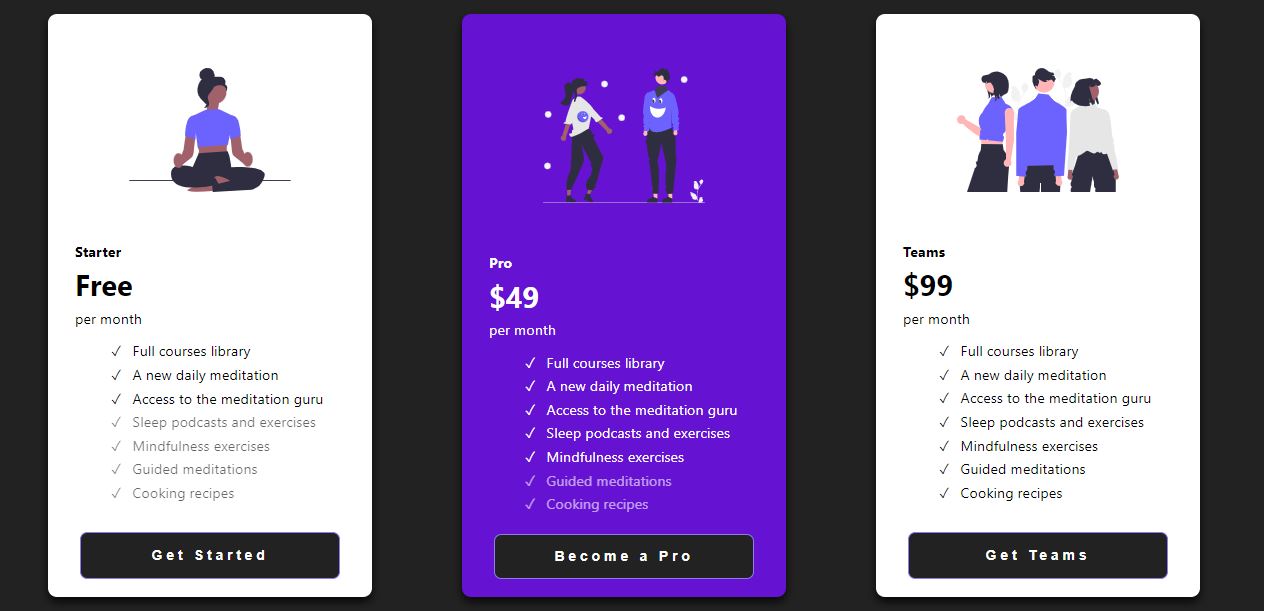 Starter
Free
per month
✓ Full courses library
✓ A new daily meditation
✓ Access to the meditation guru
✓ Sleep podcasts and exercises
✓ Mindfulness exercises
✓ Guided meditations
✓ Cooking recipes
Get Started
Pro
$49
per month
✓ Full courses library
✓ A new daily meditation
✓ Access to the meditation guru
✓ Sleep podcasts and exercises
✓ Mindfulness exercises
✓ Guided meditations
✓ Cooking recipes
Become a Pro
Teams
$99
per month
✓ Full courses library
✓ A new daily meditation
✓ Access to the meditation guru
✓ Sleep podcasts and exercises
✓ Mindfulness exercises
✓ Guided meditations
✓ Cooking recipes
Get Teams